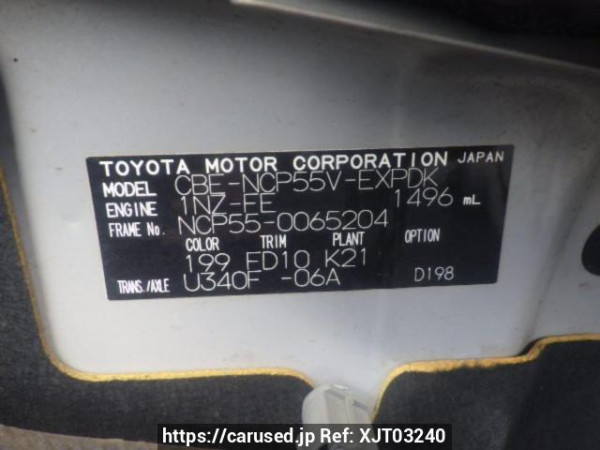 TOYOTA MOTOR CORPORATION JAPAN
MODEL CBE-NCP55V-EXPDK
ENGINE 1NZ-FE 1496 mL
FRAME No. NCP55-0065204
COLOR TRIM PLANT OPTION
199 FD10 K21
TRANS./AXLE U340F -06A D198
https://carused.jp Ref: XJT03240